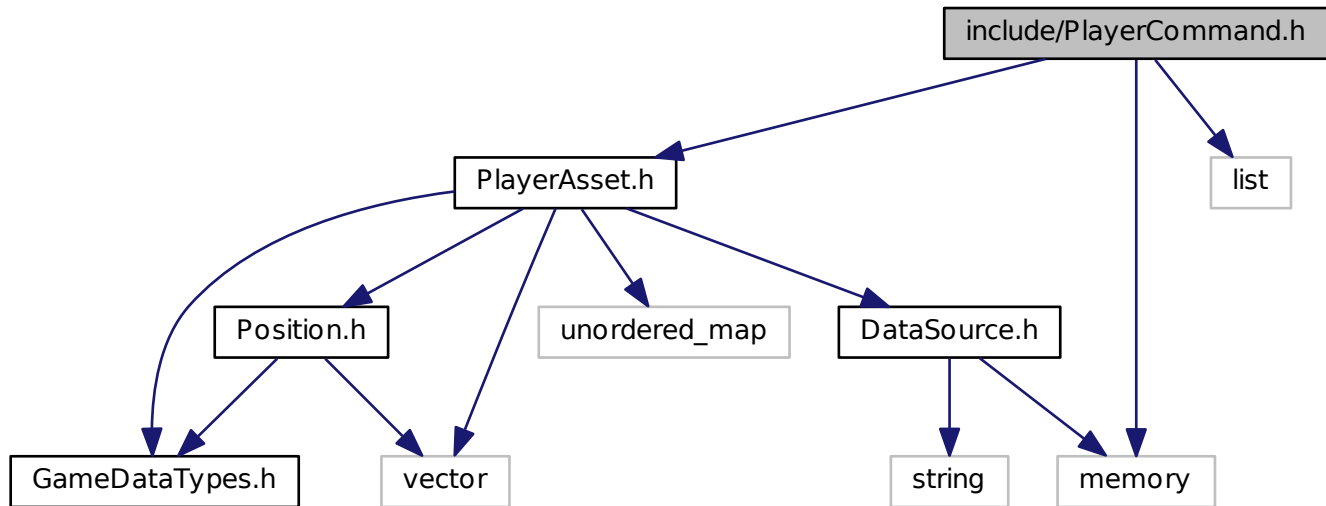 include/PlayerCommand.h
PlayerAsset.h
list
Position.h
unordered_map
DataSource.h
GameDataTypes.h
vector
string
memory